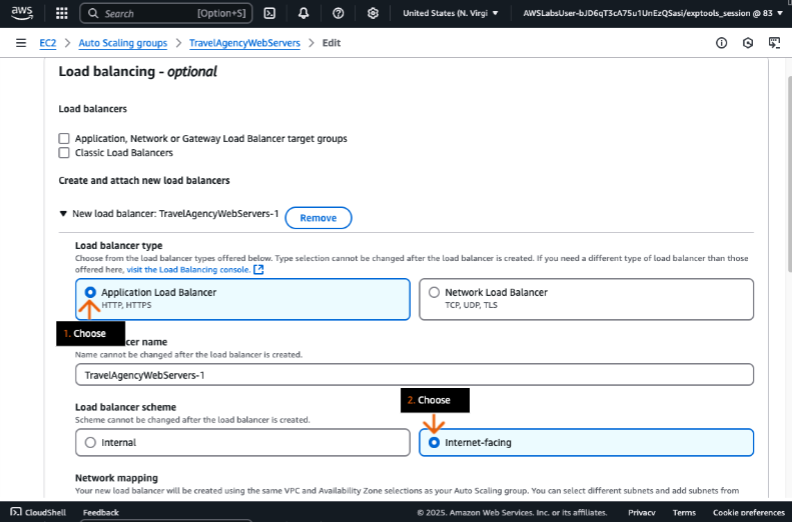 aws
Search
[Option+S]
United States (N. Virgi
AWSLabsUser-bJD6qT3cA75u1UnEzQSasi/exptools_session @ 83
EC2
Auto Scaling groups
TravelAgencyWebServers
Edit
Load balancing - optional
Load balancers
Application, Network or Gateway Load Balancer target groups
Classic Load Balancers
Create and attach new load balancers
New load balancer: TravelAgencyWebServers-1
Remove
Load balancer type
Choose from the load balancer types offered below. Type selection cannot be changed after the load balancer is created. If you need a different type of load balancer than those
offered here, visit the Load Balancing console.
Application Load Balancer
HTTP, HTTPS
Network Load Balancer
TCP, UDP, TLS
1. Choose
ncer name
Name cannot be changed after the load balancer is created.
TravelAgencyWebServers-1
2. Choose
Load balancer scheme
Scheme cannot be changed after the load balancer is created.
Internal
Internet-facing
Network mapping
Your new load balancer will be created using the same VPC and Availability Zone selections as your Auto Scaling group. You can select different subnets and add subnets from
CloudShell
Feedback
© 2025, Amazon Web Services, Inc. or its affiliates.
Privacy
Terms
Cookie preferences